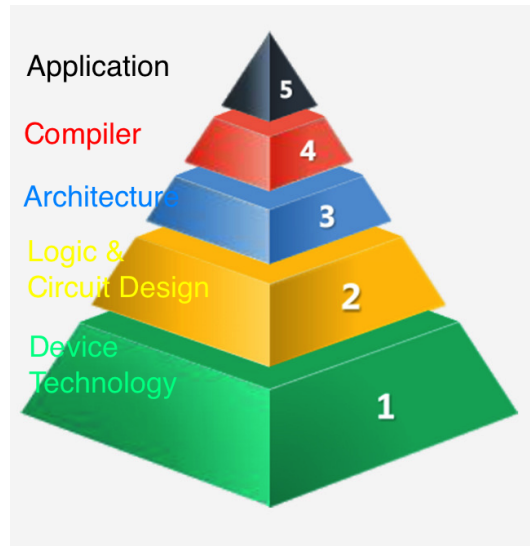 Application
5
Compiler
4
Architecture
3
Logic &
Circuit Design
2
Device
Technology
1